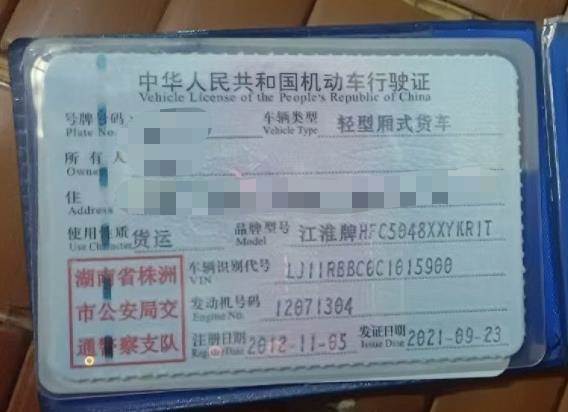 中华人民共和国机动车行驶证
Vehicle License of the People's Republic of China
号牌号码 车辆类型 轻型厢式货车
Plate No. Vehicle Type
所有人
Owner
住
Address
使用性质 货运 品牌型号 江淮牌HFC5048XXYKR1T
Use Character Model
湖南省株洲
市公安局交
通警察支队
车辆识别代号 LJ11RBBC6C1015900
VIN
发动机号码 12071304
Engine No.
注册日期 2012-11-05 发证日期 2021-09-23
Register Date Issue Date